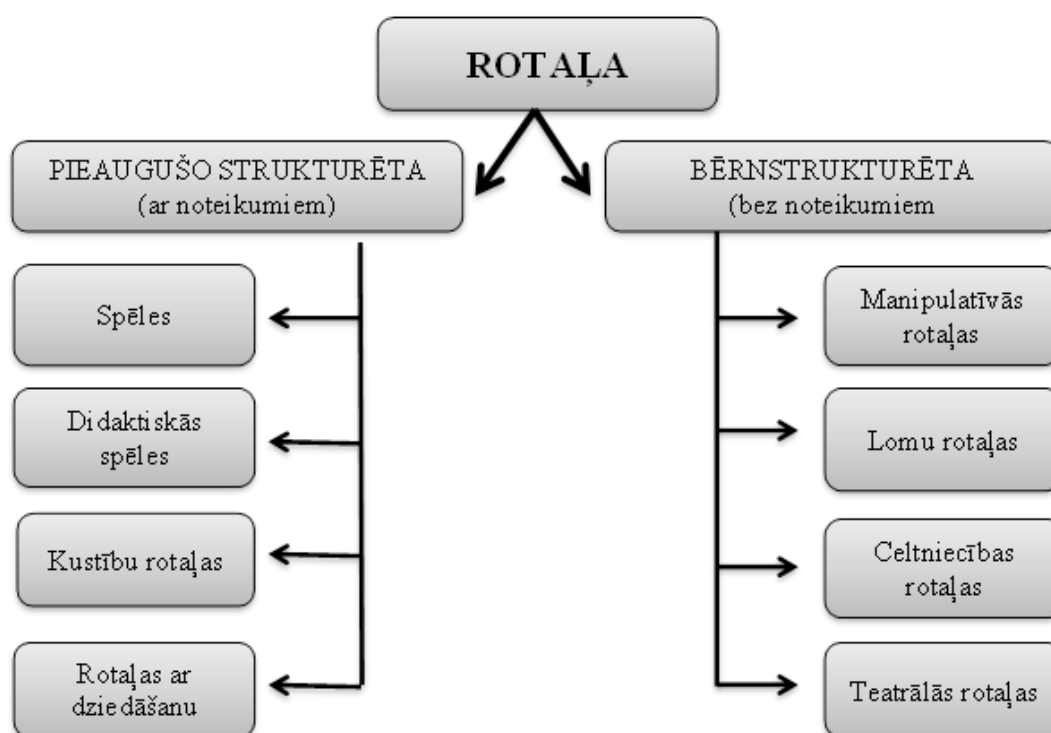 ROTAĻA
PIEAUGUŠO STRUKTURĒTA
(ar noteikumiem)
Spēles
Didaktiskās
spēles
Kustību rotaļas
Rotaļas ar
dziedāšanu
BĒRNSTRUKTURĒTA
(bez noteikumiem
Manipulatīvās
rotaļas
Lomu rotaļas
Celtniecības
rotaļas
Teatrālās rotaļas